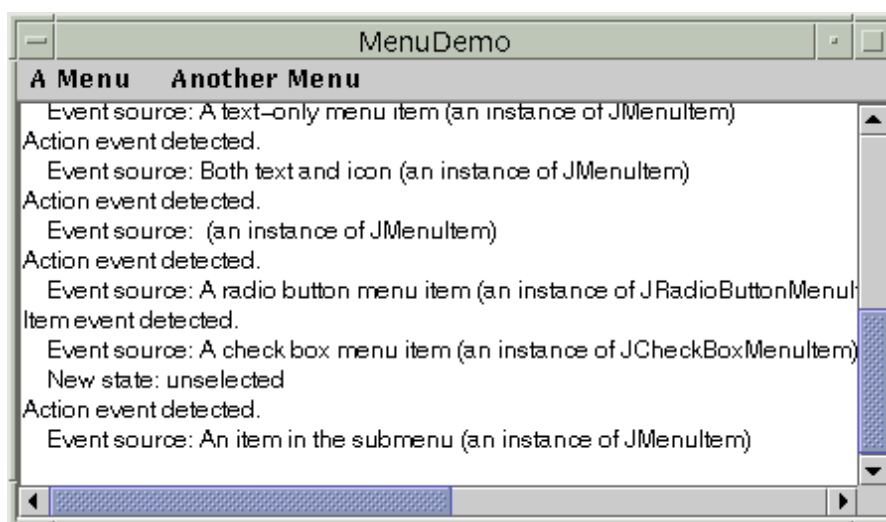 MenuDemo
A Menu Another Menu
Event source: A text-only menu item (an instance of JMenuItem)
Action event detected.
Event source: Both text and icon (an instance of JMenuItem)
Action event detected.
Event source: (an instance of JMenuItem)
Action event detected.
Event source: A radio button menu item (an instance of JRadioButtonMenuI
Item event detected.
Event source: A check box menu item (an instance of JCheckBoxMenuItem)
New state: unselected
Action event detected.
Event source: An item in the submenu (an instance of JMenuItem)